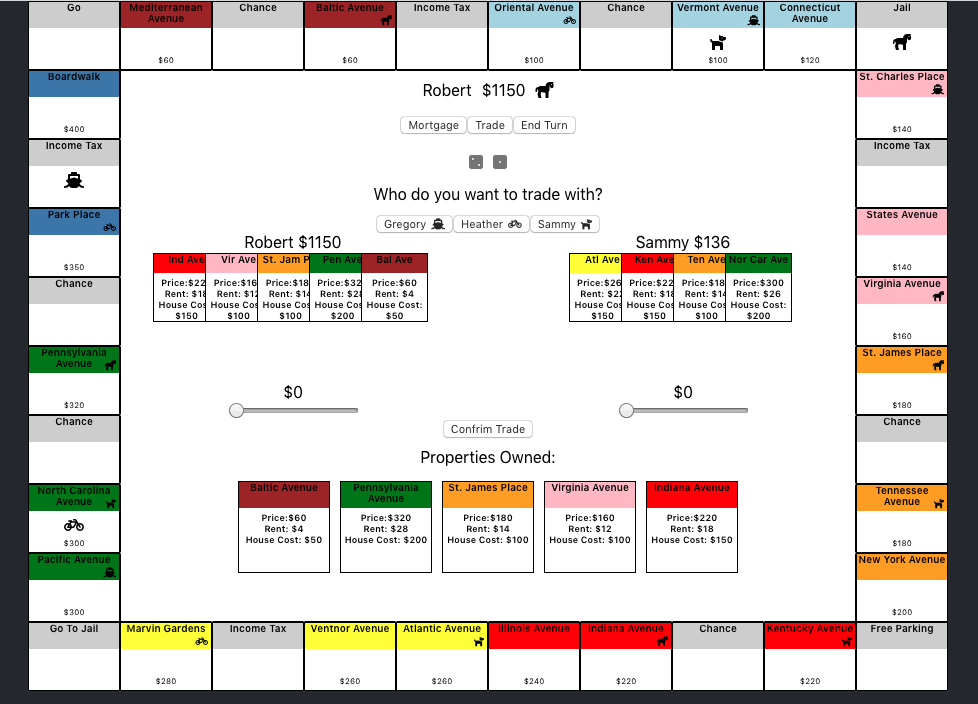 Go
Mediterranean
Avenue
$60
Chance
Baltic Avenue
$60
Income Tax
Oriental Avenue
$100
Chance
Vermont Avenue
$100
Connecticut
Avenue
$120
Jail
Boardwalk
$400
Income Tax
Park Place
$350
Chance
Pennsylvania
Avenue
$320
Chance
North Carolina
Avenue
$300
Pacific Avenue
$300
Robert $1150
Mortgage Trade End Turn
Who do you want to trade with?
Gregory Heather Sammy
Robert $1150
Ind Ave Vir Ave St. Jam P Pen Ave Bal Ave
Price:$22 Price:$16 Price:$18 Price:$32 Price:$60
Rent: $18 Rent: $12 Rent: $14 Rent: $28 Rent: $4
House Cos House Cos House Cos House Cos House Cost:
$150 $100 $100 $200 $50
Sammy $136
Atl Ave Ken Ave Ten Ave Nor Car Ave
Price:$26 Price:$22 Price:$18 Price:$300
Rent: $22 Rent: $18 Rent: $14 Rent: $26
House Cos House Cos House Cos House Cost:
$150 $150 $100 $200
$0
$0
Confrim Trade
Properties Owned:
Baltic Avenue
Price:$60
Rent: $4
House Cost: $50
Pennsylvania
Avenue
Price:$320
Rent: $28
House Cost: $200
St. James Place
Price:$180
Rent: $14
House Cost: $100
Virginia Avenue
Price:$160
Rent: $12
House Cost: $100
Indiana Avenue
Price:$220
Rent: $18
House Cost: $150
St. Charles Place
$140
Income Tax
States Avenue
$140
Virginia Avenue
$160
St. James Place
$180
Chance
Tennessee
Avenue
$180
New York Avenue
$200
Go To Jail
Marvin Gardens
$280
Income Tax
Ventnor Avenue
$260
Atlantic Avenue
$260
Illinois Avenue
$240
Indiana Avenue
$220
Chance
Kentucky Avenue
$220
Free Parking